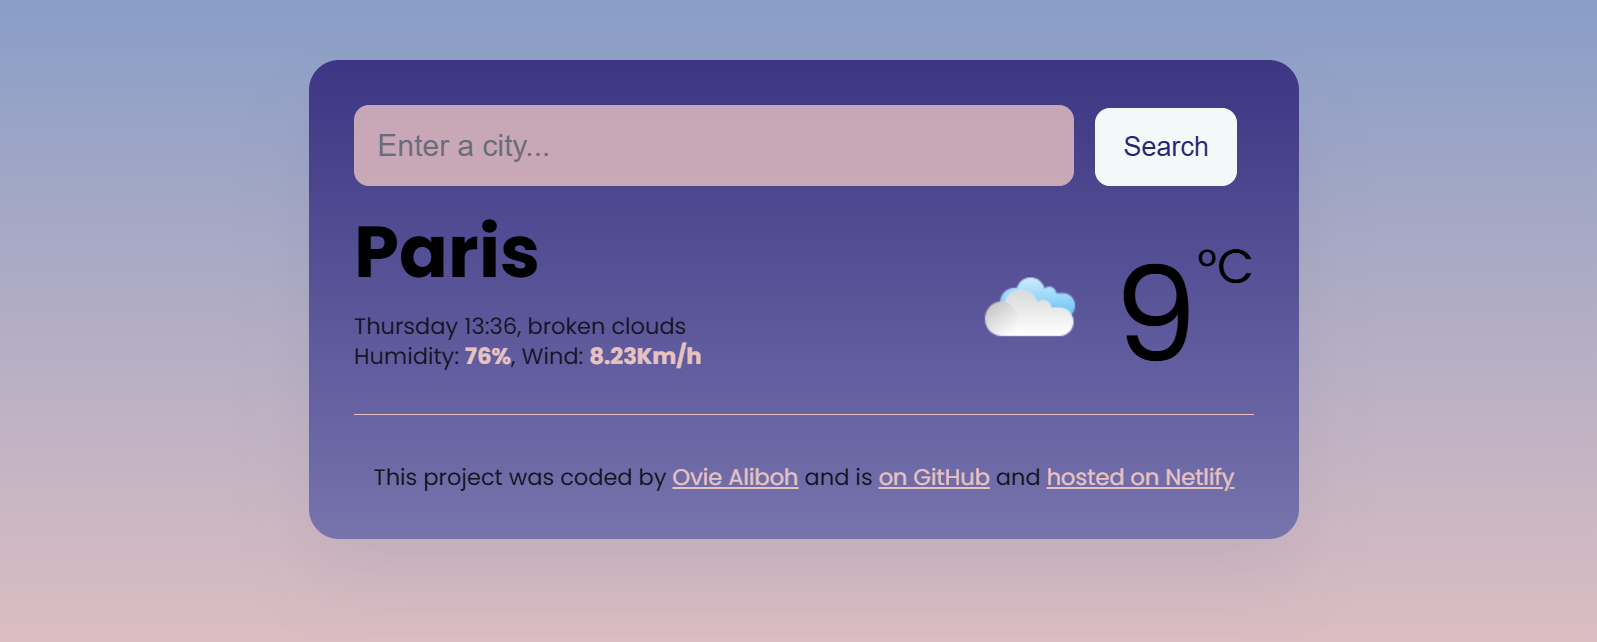 Enter a city...
Search
Paris
Thursday 13:36, broken clouds
Humidity: 76%, Wind: 8.23Km/h
9°C
This project was coded by Ovie Aliboh and is on GitHub and hosted on Netlify